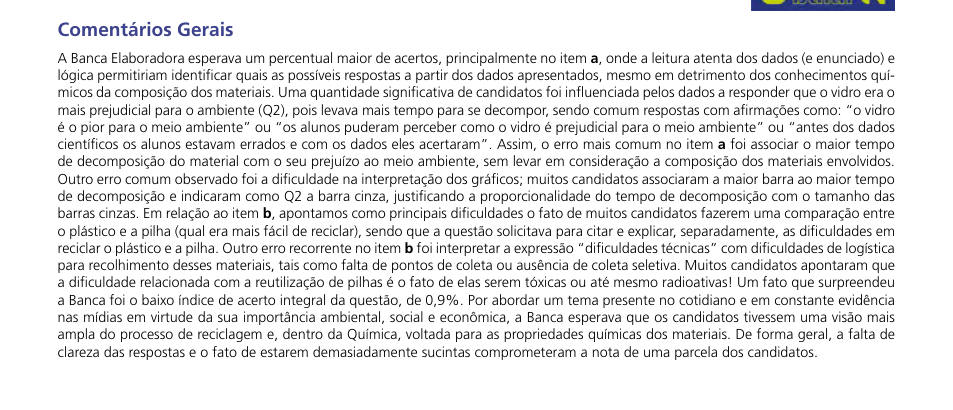 Comentários Gerais
A Banca Elaboradora esperava um percentual maior de acertos, principalmente no item a, onde a leitura atenta dos dados (e enunciado) e
lógica permitiriam identificar quais as possíveis respostas a partir dos dados apresentados, mesmo em detrimento dos conhecimentos quí-
micos da composição dos materiais. Uma quantidade significativa de candidatos foi influenciada pelos dados a responder que o vidro era o
mais prejudicial para o ambiente (Q2), pois levava mais tempo para se decompor, sendo comum respostas com afirmações como: “o vidro
é o pior para o meio ambiente” ou “os alunos puderam perceber como o vidro é prejudicial para o meio ambiente” ou “antes dos dados
científicos os alunos estavam errados e com os dados eles acertaram”. Assim, o erro mais comum no item a foi associar o maior tempo
de decomposição do material com o seu prejuízo ao meio ambiente, sem levar em consideração a composição dos materiais envolvidos.
Outro erro comum observado foi a dificuldade na interpretação dos gráficos; muitos candidatos associaram a maior barra ao maior tempo
de decomposição e indicaram como Q2 a barra cinza, justificando a proporcionalidade do tempo de decomposição com o tamanho das
barras cinzas. Em relação ao item b, apontamos como principais dificuldades o fato de muitos candidatos fazerem uma comparação entre
o plástico e a pilha (qual era mais fácil de reciclar), sendo que a questão solicitava para citar e explicar, separadamente, as dificuldades em
reciclar o plástico e a pilha. Outro erro recorrente no item b foi interpretar a expressão “dificuldades técnicas” com dificuldades de logística
para recolhimento desses materiais, tais como falta de pontos de coleta ou ausência de coleta seletiva. Muitos candidatos apontaram que
a dificuldade relacionada com a reutilização de pilhas é o fato de elas serem tóxicas ou até mesmo radioativas! Um fato que surpreendeu
a Banca foi o baixo índice de acerto integral da questão, de 0,9%. Por abordar um tema presente no cotidiano e em constante evidência
nas mídias em virtude da sua importância ambiental, social e econômica, a Banca esperava que os candidatos tivessem uma visão mais
ampla do processo de reciclagem e, dentro da Química, voltada para as propriedades químicas dos materiais. De forma geral, a falta de
clareza das respostas e o fato de estarem demasiadamente sucintas comprometeram a nota de uma parcela dos candidatos.